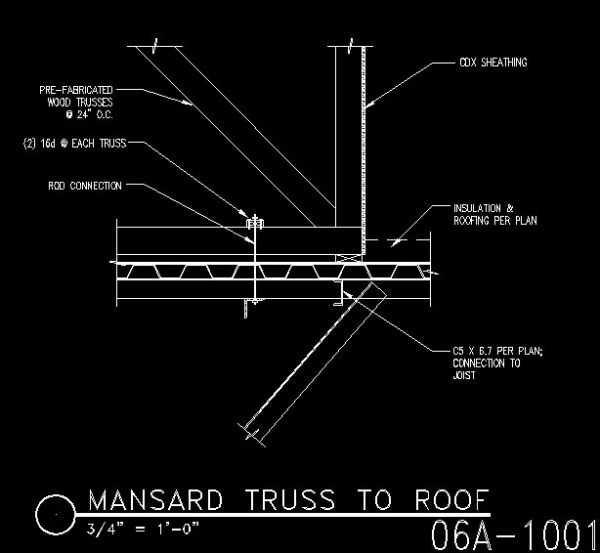 CDX SHEATHING
PRE-FABRICATED
WOOD TRUSSES
@ 24" O.C.
(2) 16d @ EACH TRUSS
ROD CONNECTION
INSULATION &
ROOFING PER PLAN
C5 X 6.7 PER PLAN;
CONNECTION TO
JOIST
MANSARD TRUSS TO ROOF
3/4" = 1'-0"
06A-1001